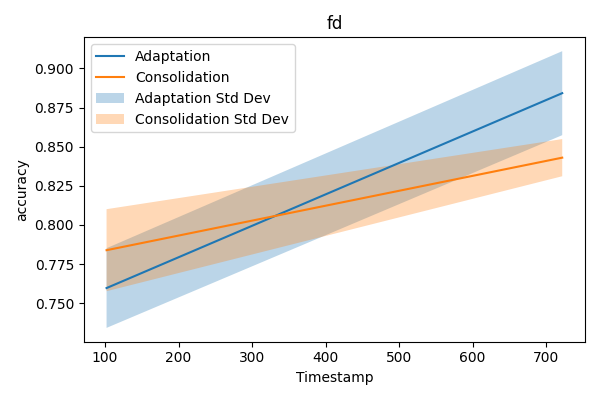 fd
Adaptation
Consolidation
Adaptation Std Dev
Consolidation Std Dev
accuracy
0.900
0.875
0.850
0.825
0.800
0.775
0.750
100 200 300 400 500 600 700
Timestamp